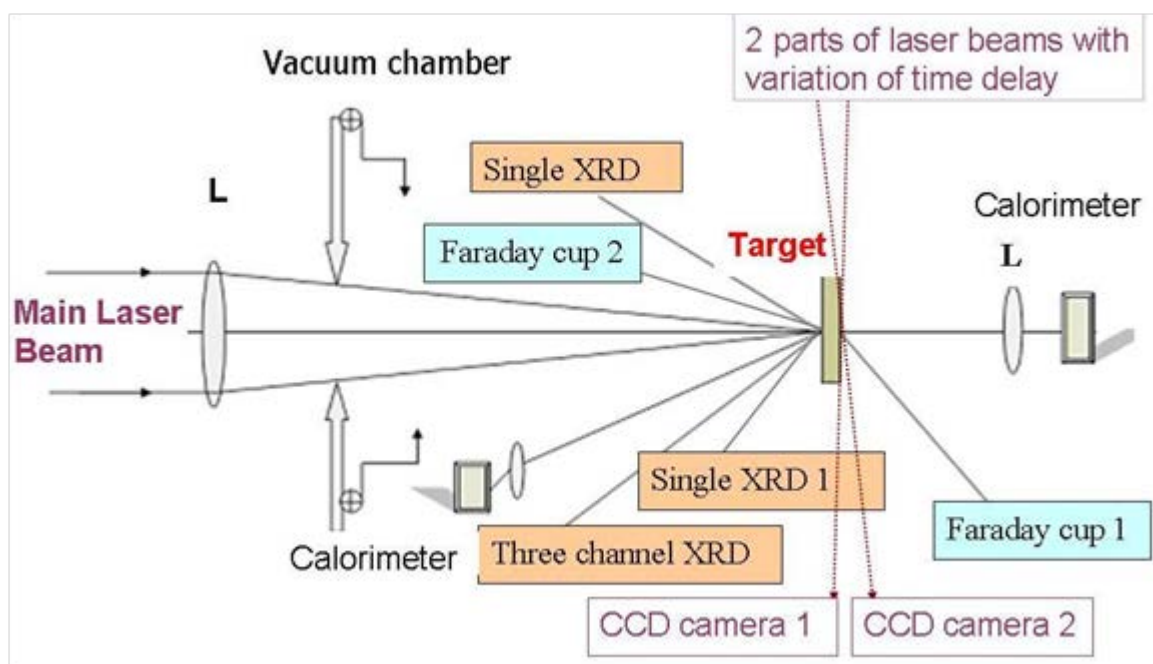 2 parts of laser beams with
variation of time delay
Vacuum chamber
Single XRD
L
Calorimeter
Faraday cup 2
Target
L
Main Laser
Beam
Single XRD 1
Faraday cup 1
Calorimeter
Three channel XRD
CCD camera 1
CCD camera 2